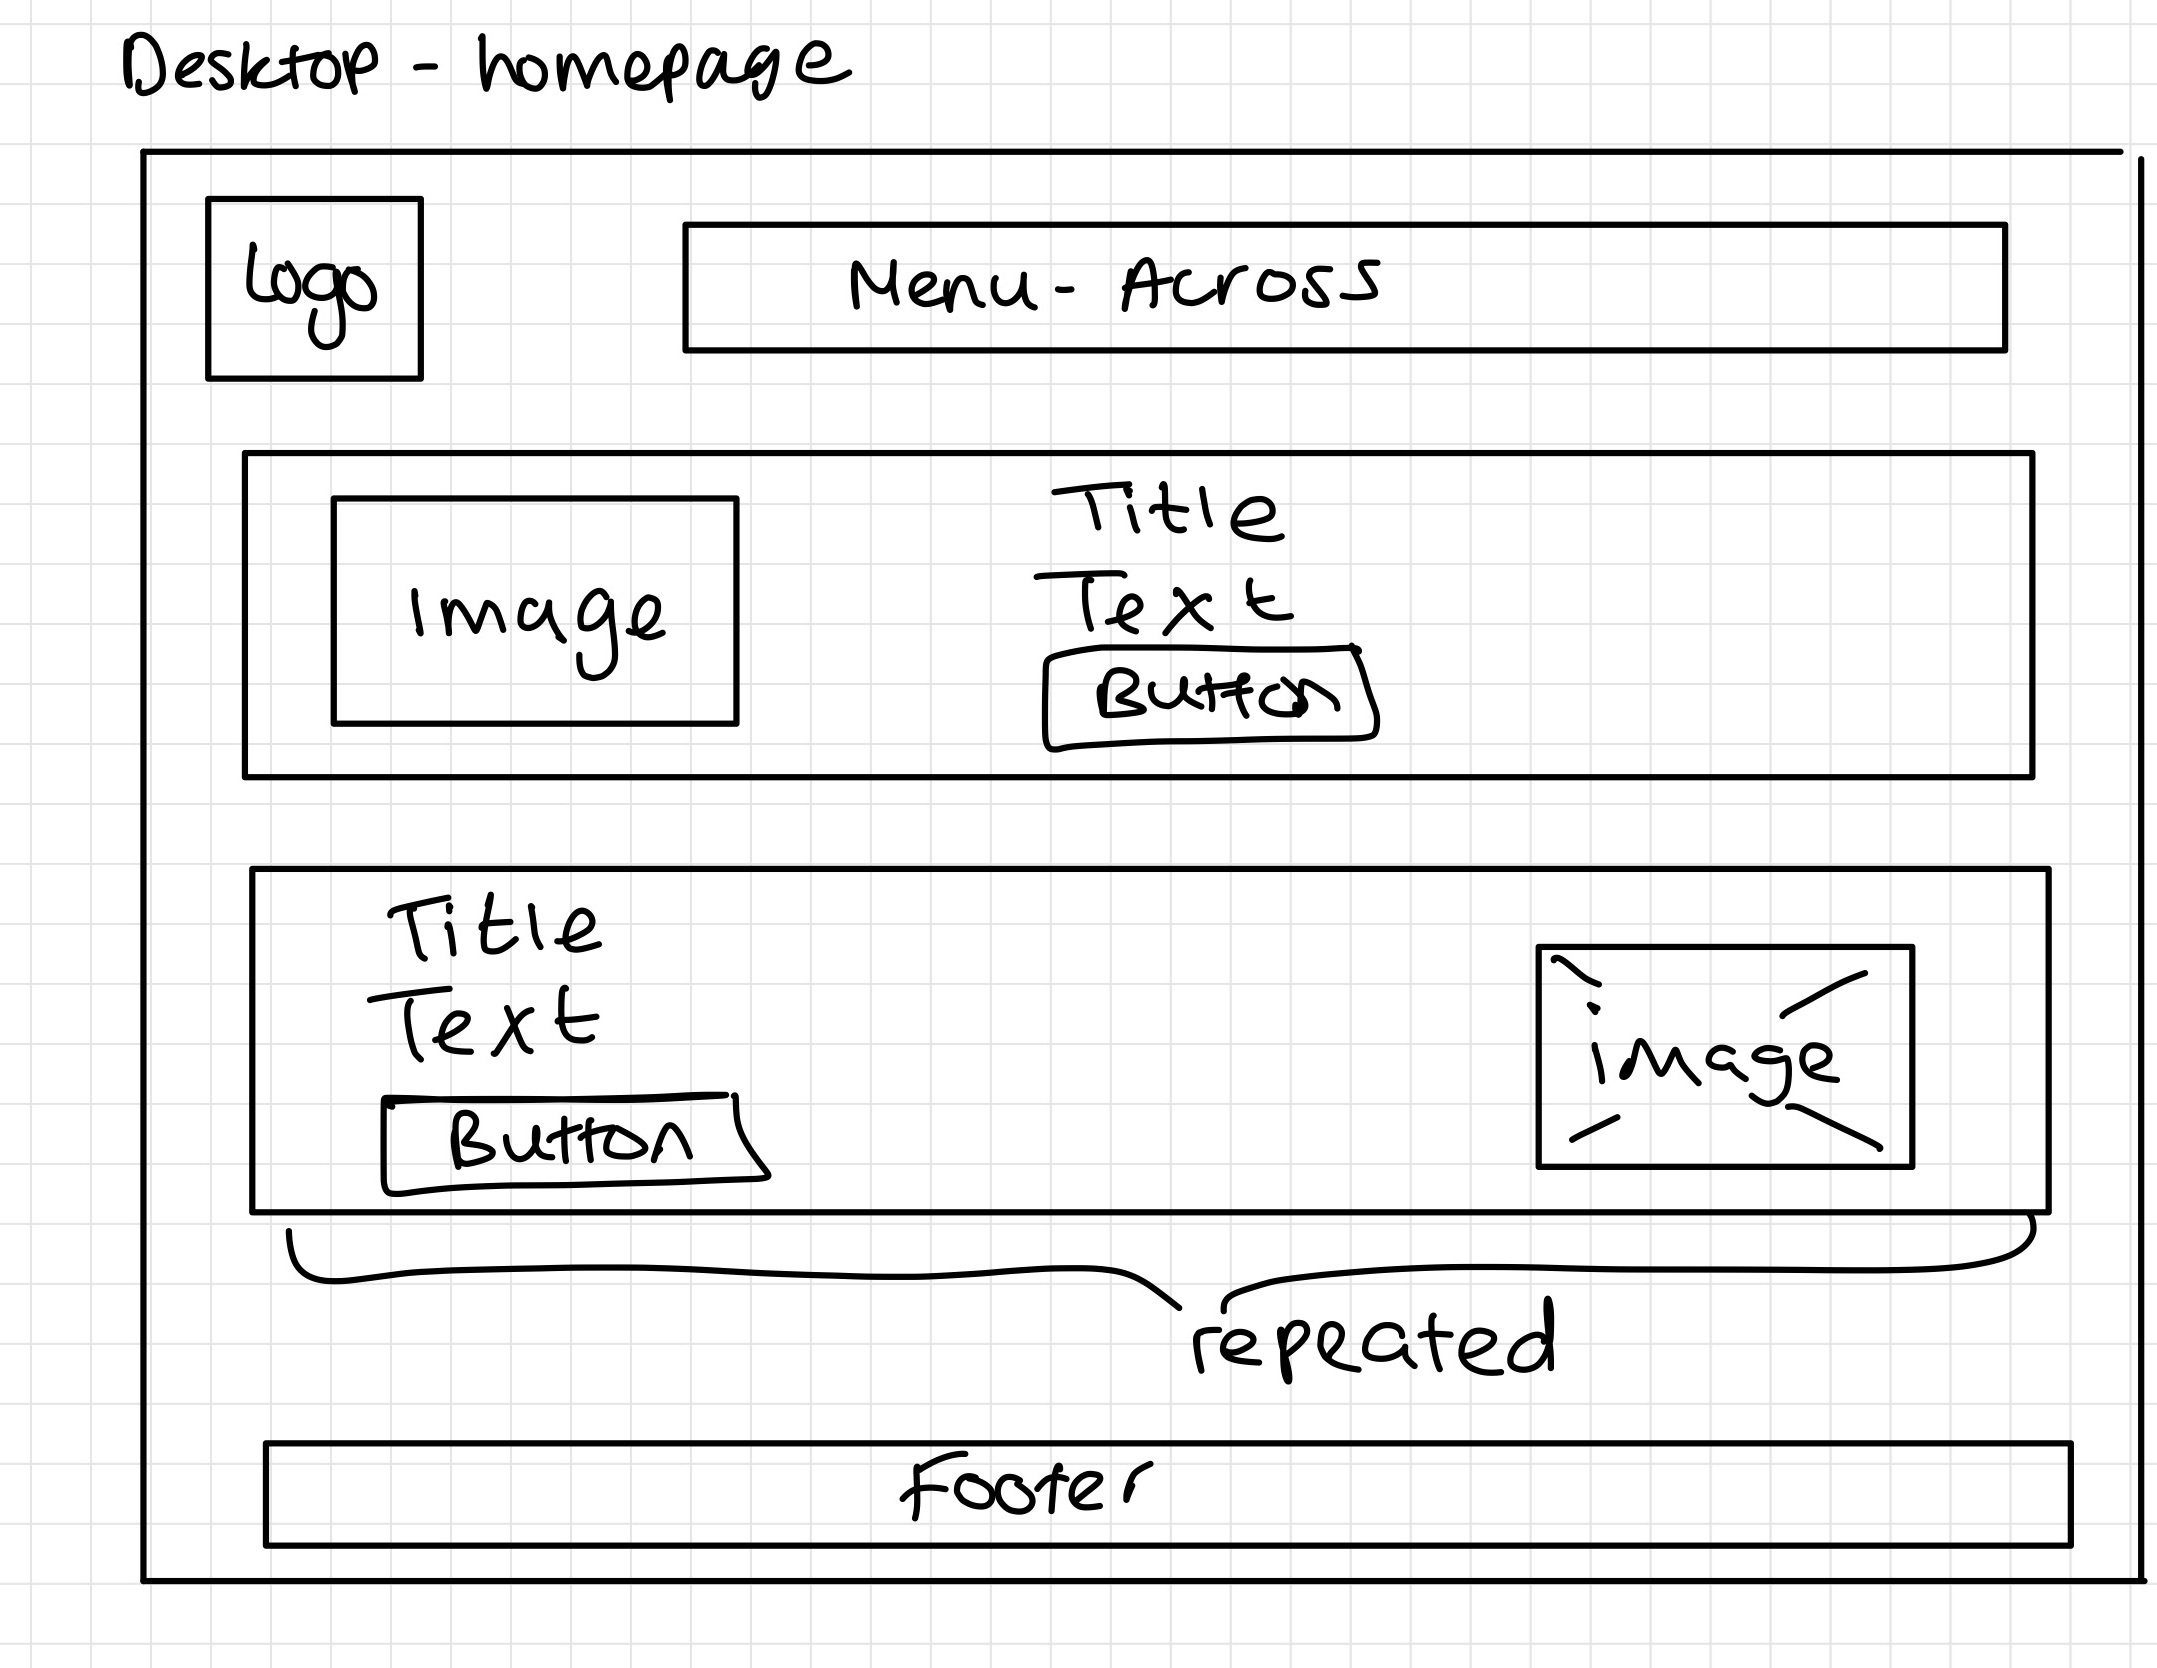 Desktop - homepage
Logo
Menu - Across
Image
Title
Text
Button
Title
Text
Button
image
repeated
Footer